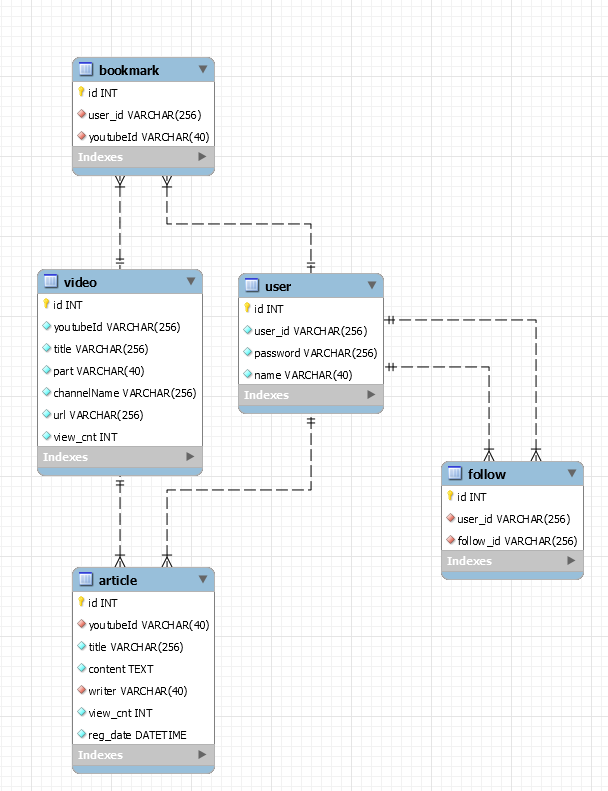 bookmark
id INT
user_id VARCHAR(256)
youtubeId VARCHAR(40)
Indexes
video
id INT
youtubeId VARCHAR(256)
title VARCHAR(256)
part VARCHAR(40)
channelName VARCHAR(256)
url VARCHAR(256)
view_cnt INT
Indexes
user
id INT
user_id VARCHAR(256)
password VARCHAR(256)
name VARCHAR(40)
Indexes
follow
id INT
user_id VARCHAR(256)
follow_id VARCHAR(256)
Indexes
article
id INT
youtubeId VARCHAR(40)
title VARCHAR(256)
content TEXT
writer VARCHAR(40)
view_cnt INT
reg_date DATETIME
Indexes